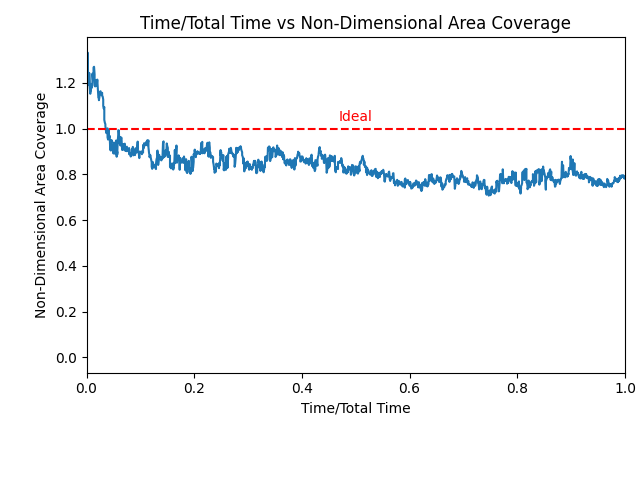 Time/Total Time vs Non-Dimensional Area Coverage
Non-Dimensional Area Coverage
1.2
1.0
0.8
0.6
0.4
0.2
0.0
Ideal
0.0 0.2 0.4 0.6 0.8 1.0
Time/Total Time